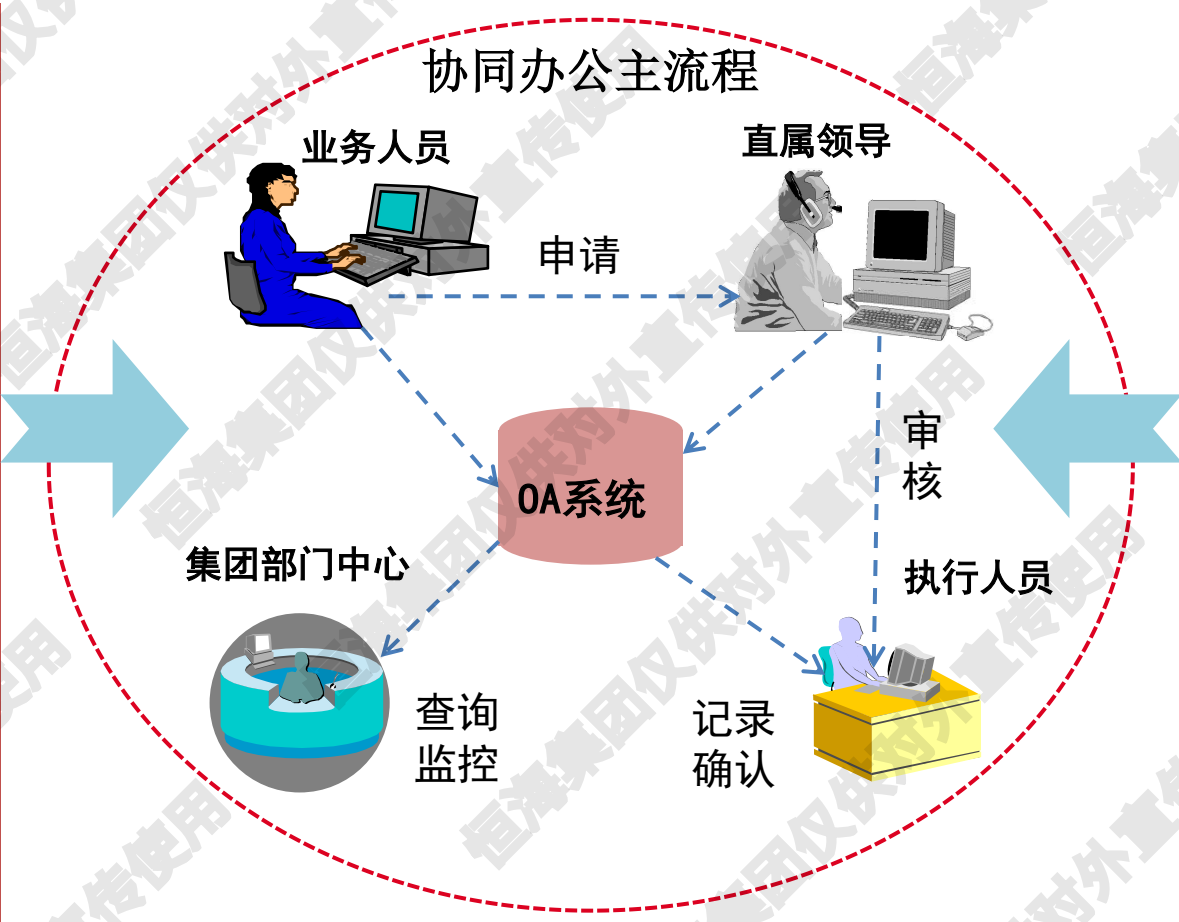 协同办公主流程
业务人员
直属领导
申请
审
核
OA系统
集团部门中心
执行人员
查询
监控
记录
确认
恒海集团仅供对外宣传使用